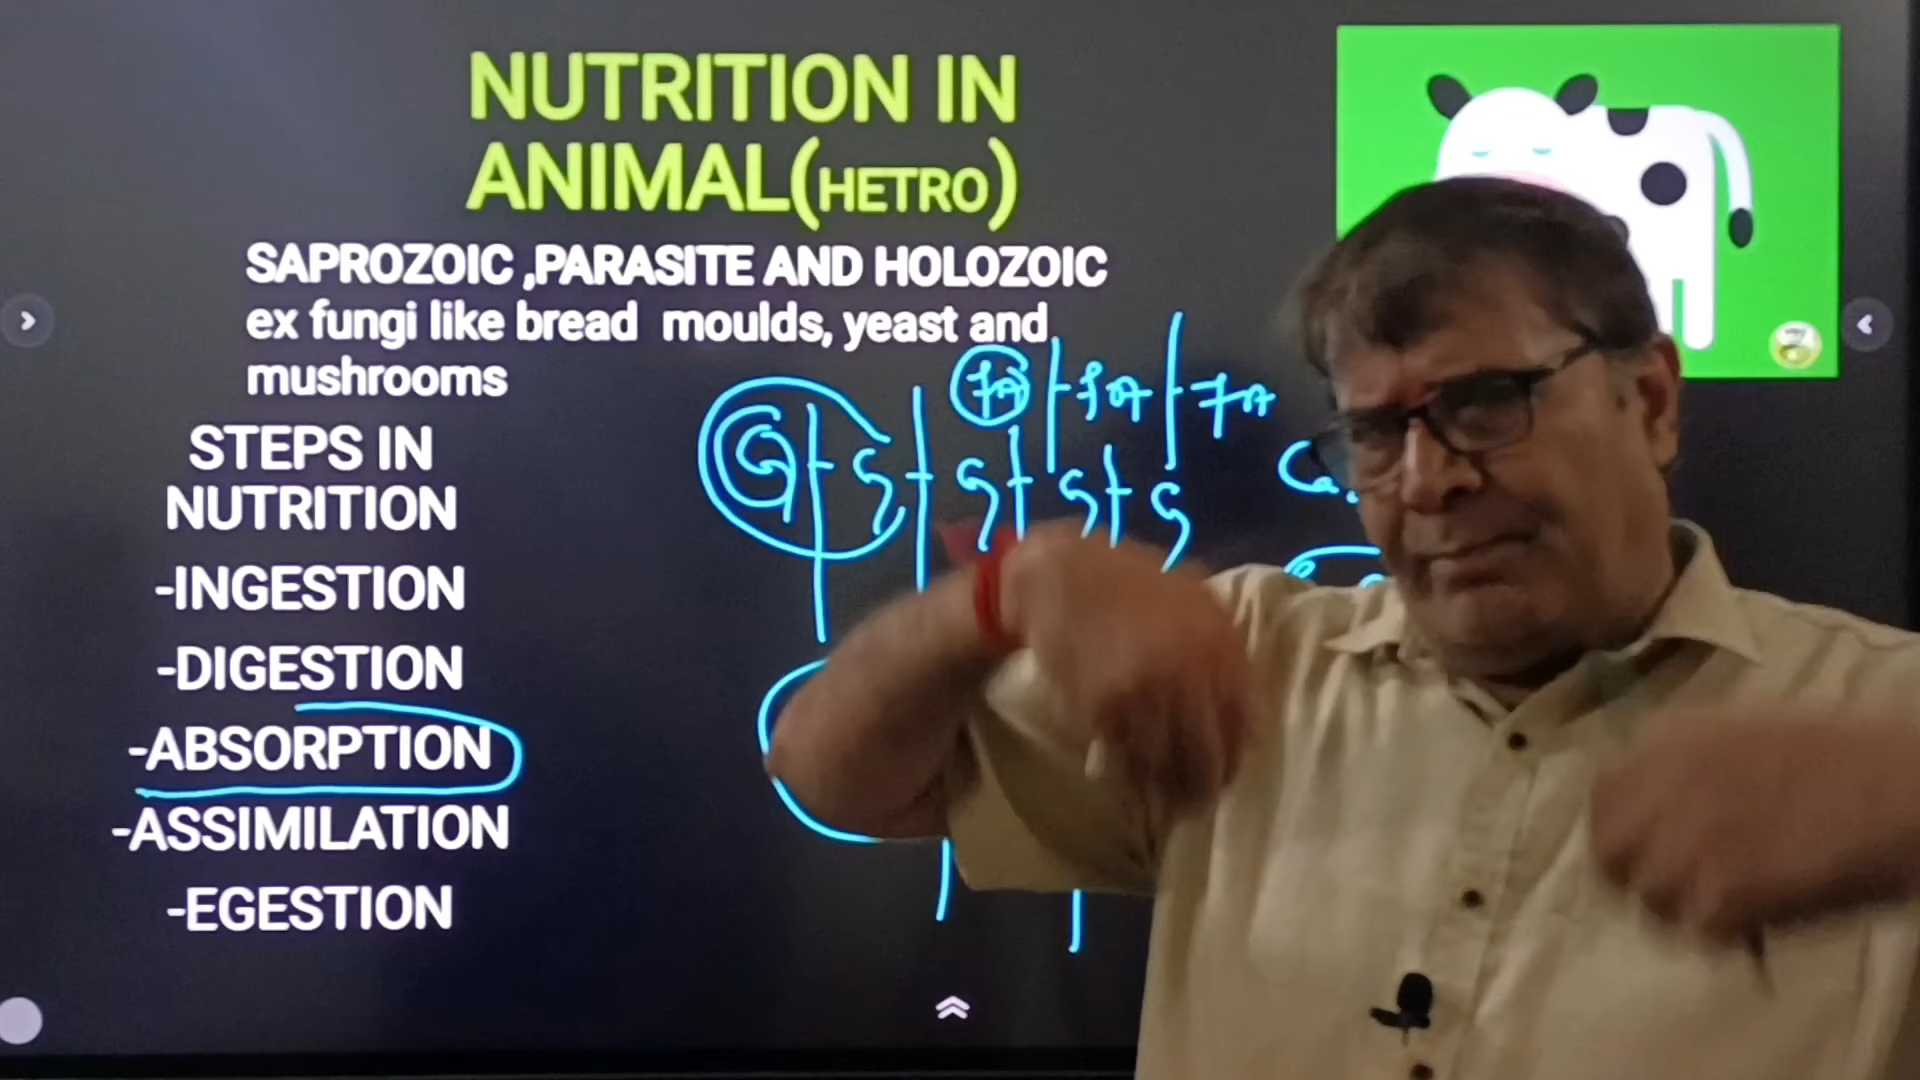 NUTRITION IN
ANIMAL(HETRO)
SAPROZOIC ,PARASITE AND HOLOZOIC
ex fungi like bread moulds, yeast and
mushrooms
STEPS IN
NUTRITION
-INGESTION
-DIGESTION
-ABSORPTION
-ASSIMILATION
-EGESTION